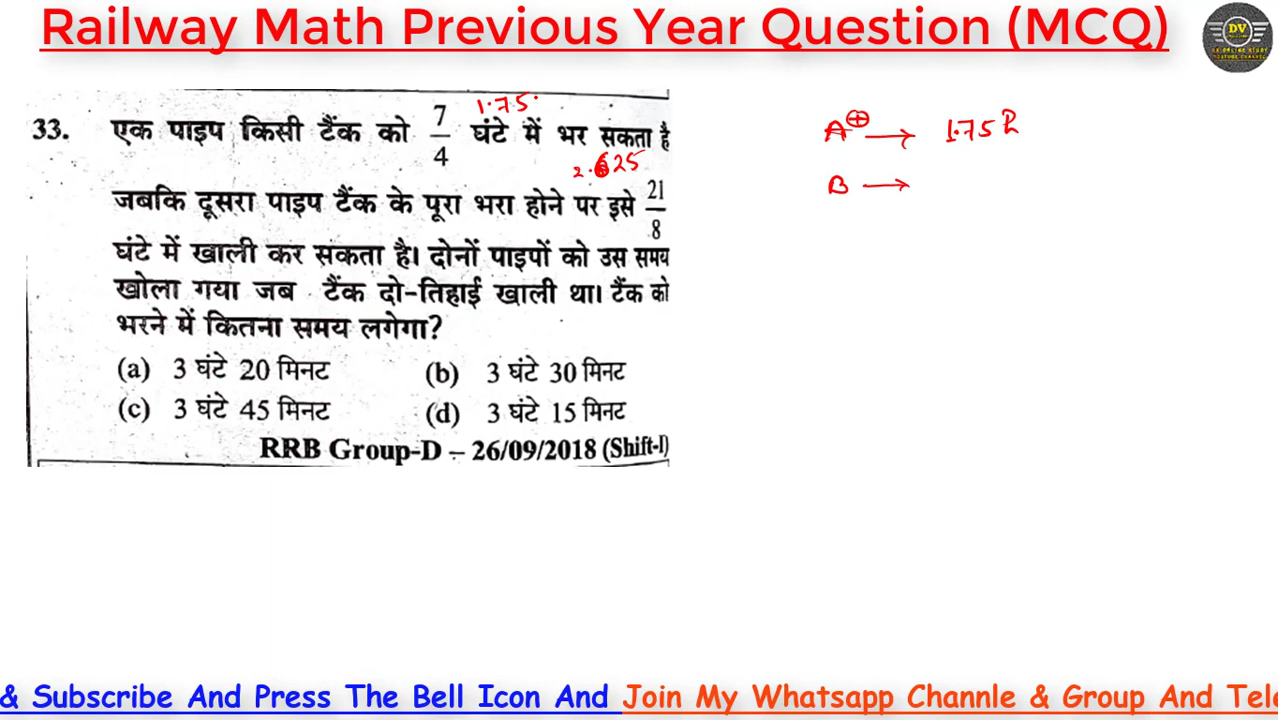 Railway Math Previous Year Question (MCQ)
DV
1.75
33. एक पाइप किसी टैंक को 7/4 घंटे में भर सकता है
2.625
जबकि दूसरा पाइप टैंक के पूरा भरा होने पर इसे 21/8
घंटे में खाली कर सकता है। दोनों पाइपों को उस समय
खोला गया जब टैंक दो-तिहाई खाली था। टैंक को
भरने में कितना समय लगेगा?
(a) 3 घंटे 20 मिनट (b) 3 घंटे 30 मिनट
(c) 3 घंटे 45 मिनट (d) 3 घंटे 15 मिनट
RRB Group-D – 26/09/2018 (Shift-I)
A⊕ → 1.75 h
B →
& Subscribe And Press The Bell Icon And Join My Whatsapp Channle & Group And Tele